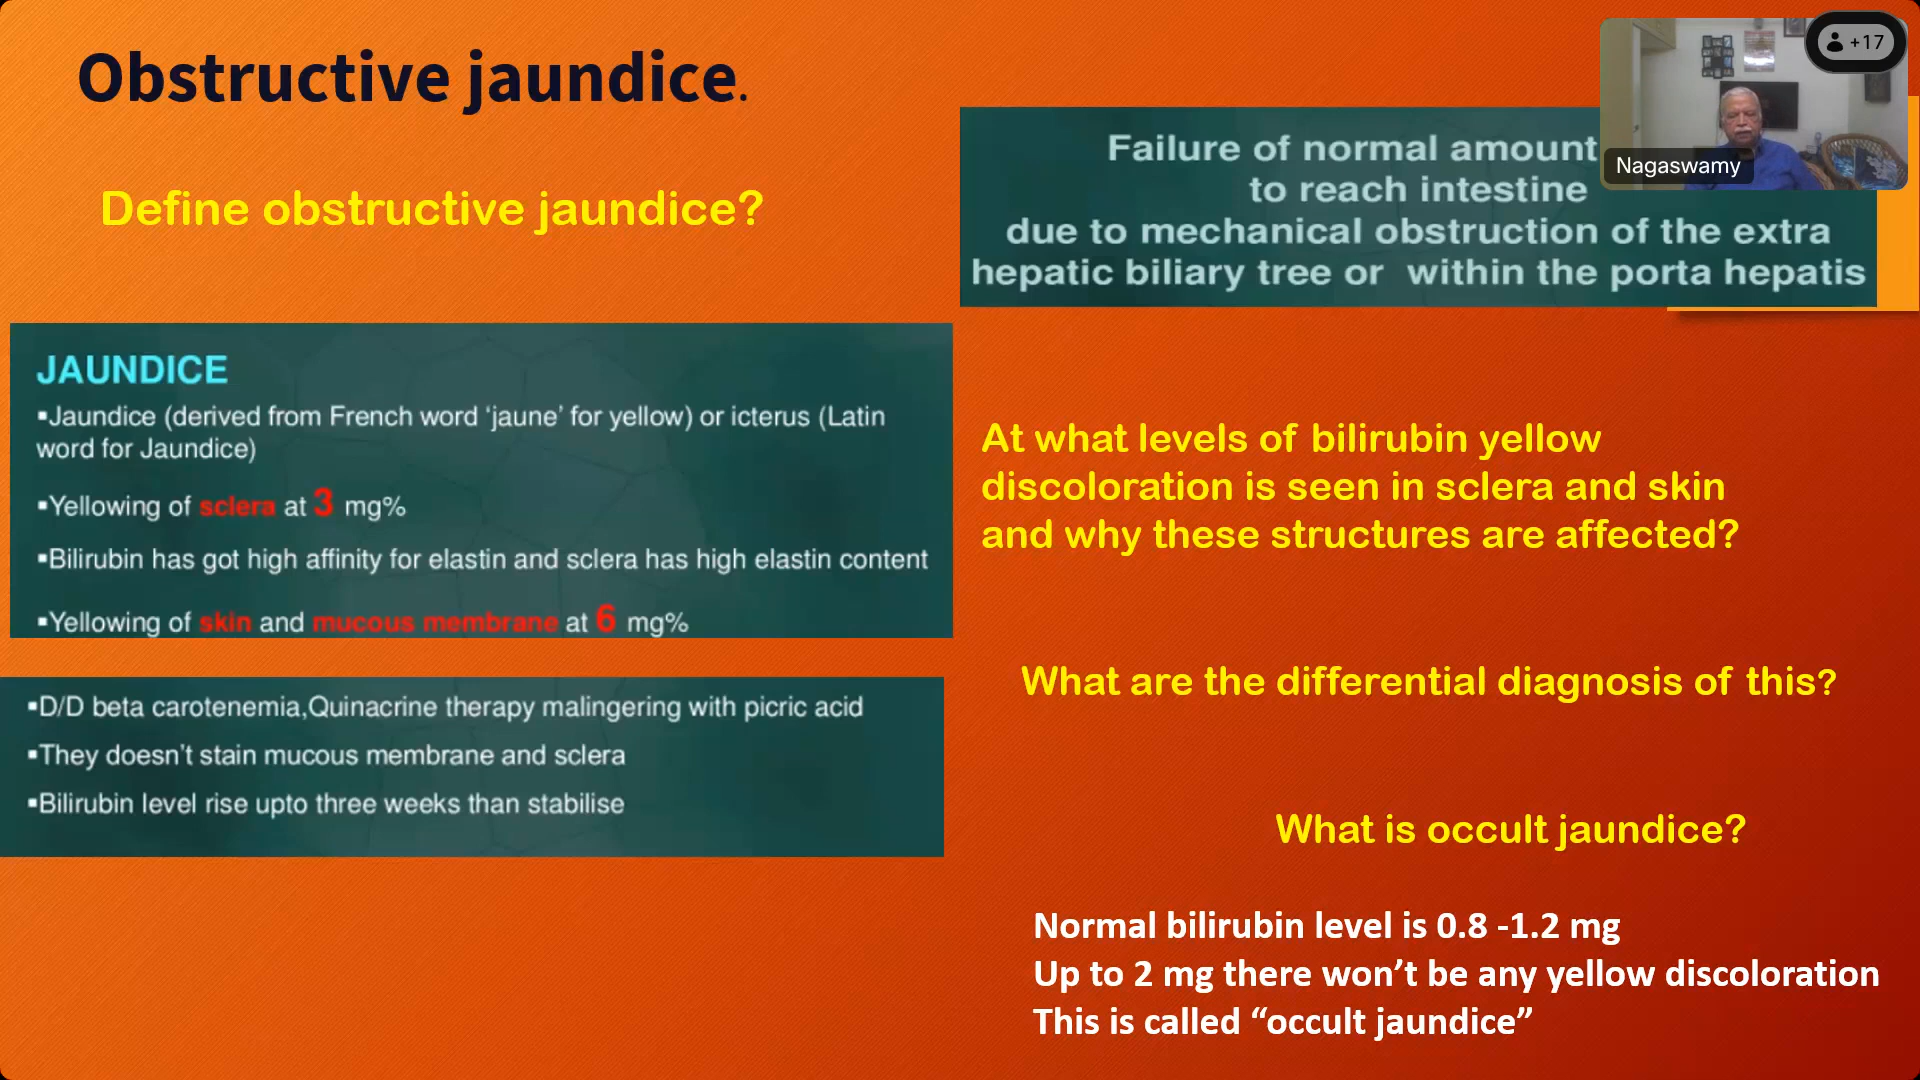 Obstructive jaundice.
+17
Nagaswamy
Define obstructive jaundice?
Failure of normal amount
to reach intestine
due to mechanical obstruction of the extra
hepatic biliary tree or within the porta hepatis
JAUNDICE
▪Jaundice (derived from French word ‘jaune’ for yellow) or icterus (Latin
word for Jaundice)
▪Yellowing of sclera at 3 mg%
▪Bilirubin has got high affinity for elastin and sclera has high elastin content
▪Yellowing of skin and mucous membrane at 6 mg%
At what levels of bilirubin yellow
discoloration is seen in sclera and skin
and why these structures are affected?
▪D/D beta carotenemia,Quinacrine therapy malingering with picric acid
▪They doesn’t stain mucous membrane and sclera
▪Bilirubin level rise upto three weeks than stabilise
What are the differential diagnosis of this?
What is occult jaundice?
Normal bilirubin level is 0.8 -1.2 mg
Up to 2 mg there won’t be any yellow discoloration
This is called “occult jaundice”